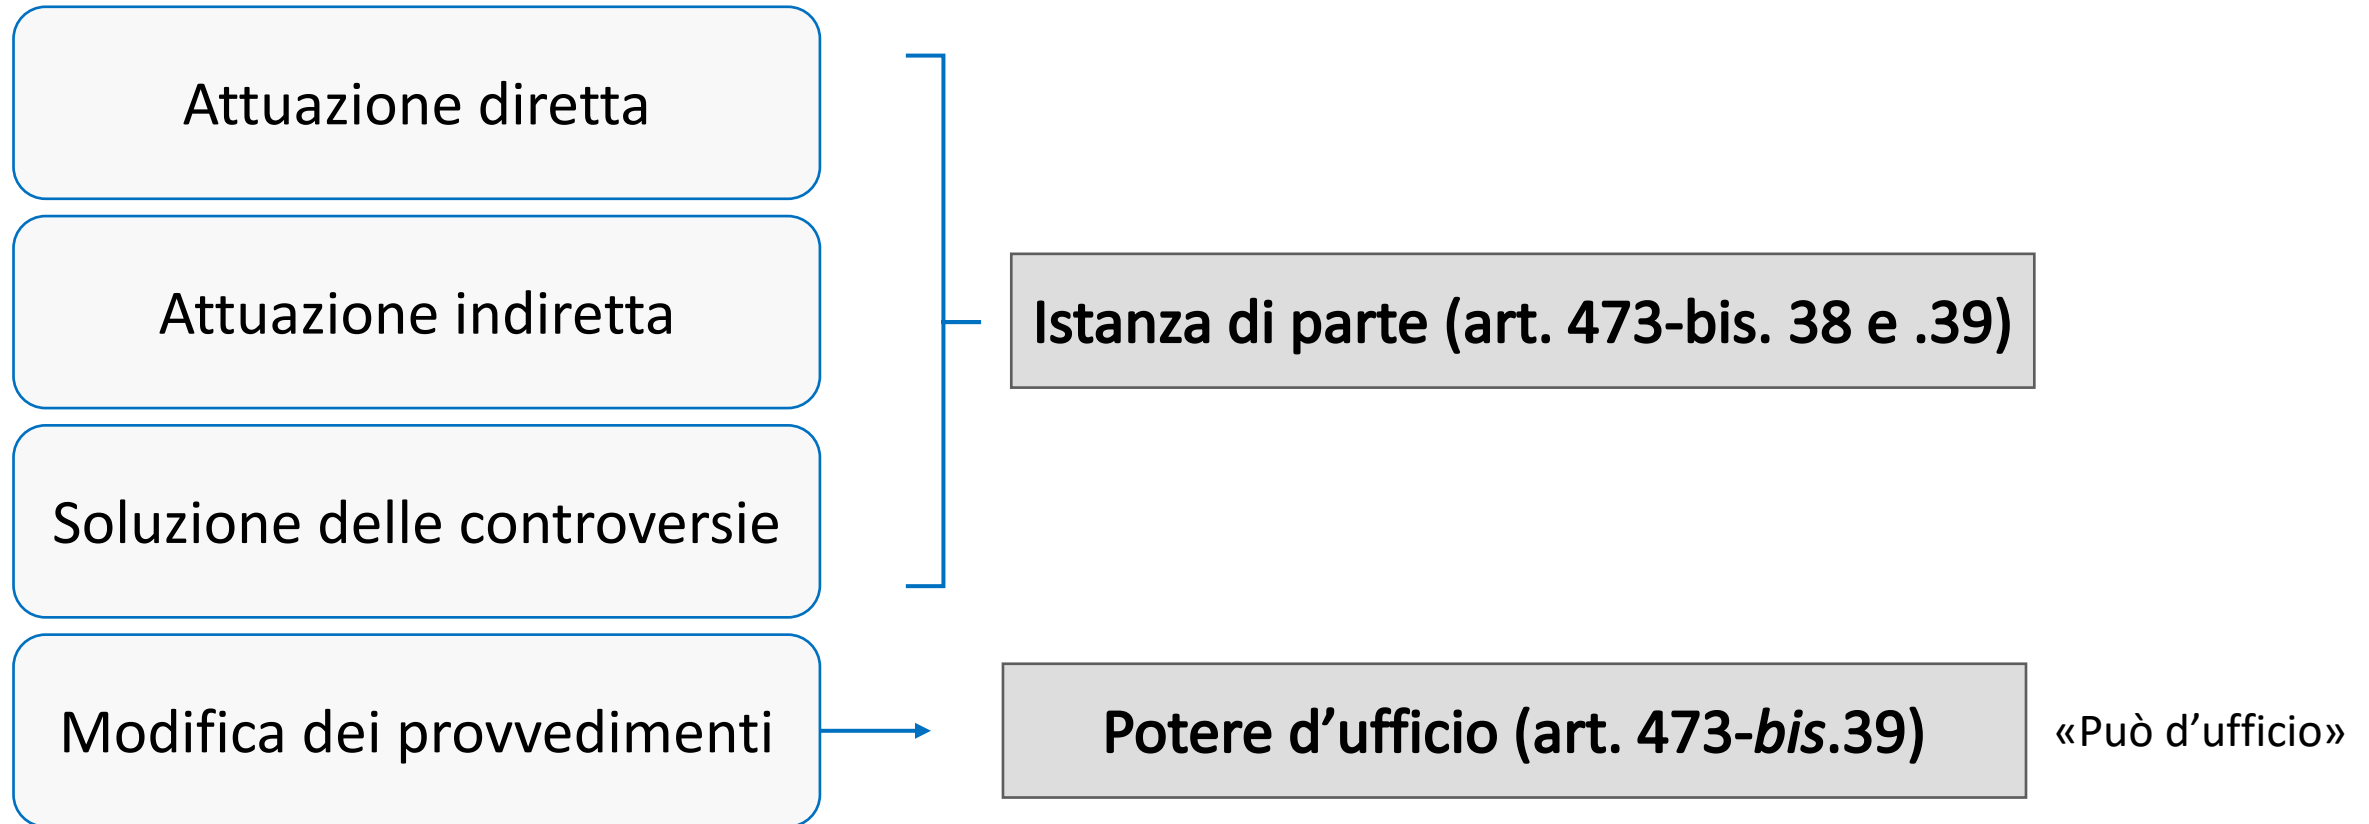 Attuazione diretta
Attuazione indiretta
Soluzione delle controversie
Istanza di parte (art. 473-bis. 38 e .39)
Modifica dei provvedimenti
Potere d’ufficio (art. 473-bis.39)
«Può d’ufficio»